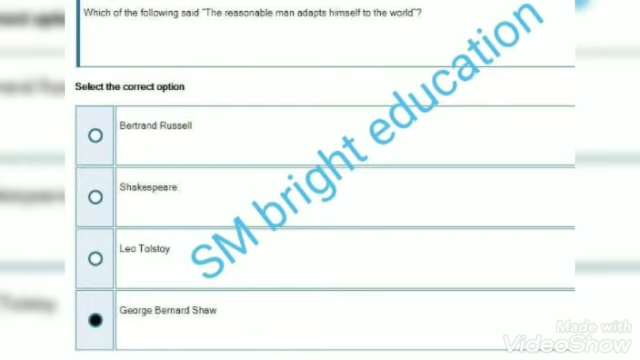 Which of the following said "The reasonable man adapts himself to the world"?
Select the correct option
Bertrand Russell
Shakespeare
Leo Tolstoy
George Bernard Shaw
SM bright education
Made with
VideoShow